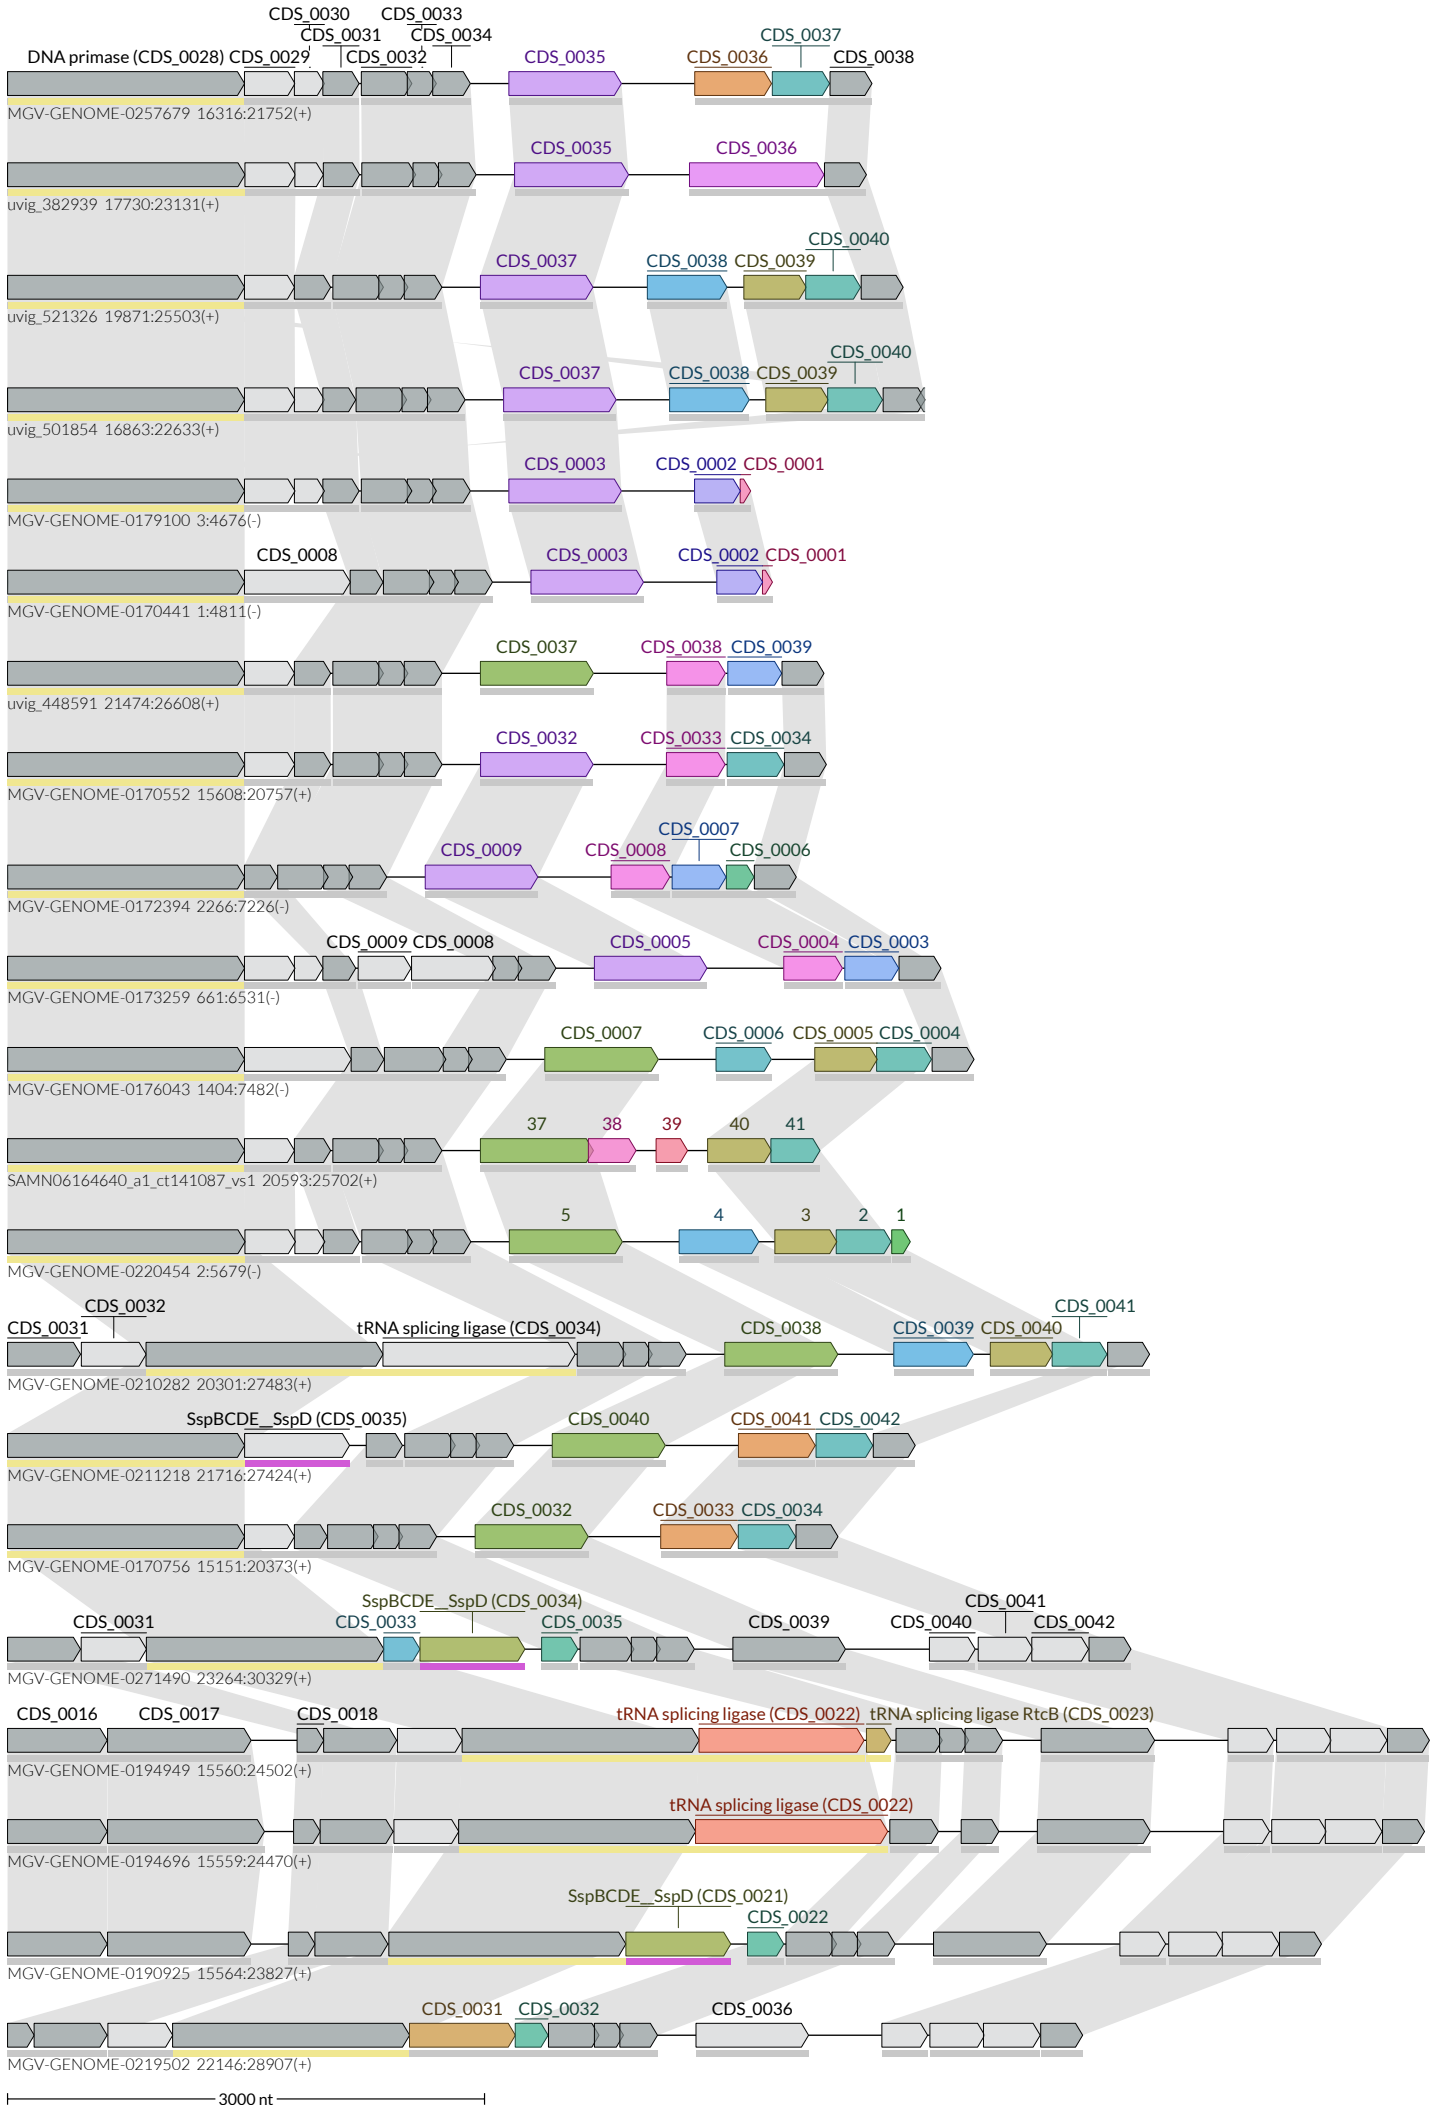 CDS_0030 CDS_0033
CDS_0031 CDS_0034 CDS_0037
DNA primase (CDS_0028) CDS_0029 CDS_0032 CDS_0035 CDS_0036 CDS_0038
MGV-GENOME-0257679 16316:21752(+)
CDS_0035 CDS_0036
uvig_382939 17730:23131(+)
CDS_0040
CDS_0037 CDS_0038 CDS_0039
uvig_521326 19871:25503(+)
CDS_0040
CDS_0037 CDS_0038 CDS_0039
uvig_501854 16863:22633(+)
CDS_0003 CDS_0002 CDS_0001
MGV-GENOME-0179100 3:4676(-)
CDS_0008 CDS_0003 CDS_0002 CDS_0001
MGV-GENOME-0170441 1:4811(-)
CDS_0037 CDS_0038 CDS_0039
uvig_448591 21474:26608(+)
CDS_0032 CDS_0033 CDS_0034
MGV-GENOME-0170552 15608:20757(+)
CDS_0007
CDS_0009 CDS_0008 CDS_0006
MGV-GENOME-0172394 2266:7226(-)
CDS_0009 CDS_0008 CDS_0005 CDS_0004 CDS_0003
MGV-GENOME-0173259 661:6531(-)
CDS_0007 CDS_0006 CDS_0005 CDS_0004
MGV-GENOME-0176043 1404:7482(-)
37 38 39 40 41
SAMN06164640_a1_ct141087_vs1 20593:25702(+)
5 4 3 2 1
MGV-GENOME-0220454 2:5679(-)
CDS_0032 CDS_0041
CDS_0031 tRNA splicing ligase (CDS_0034) CDS_0038 CDS_0039 CDS_0040
MGV-GENOME-0210282 20301:27483(+)
SspBCDE__SspD (CDS_0035) CDS_0040 CDS_0041 CDS_0042
MGV-GENOME-0211218 21716:27424(+)
CDS_0032 CDS_0033 CDS_0034
MGV-GENOME-0170756 15151:20373(+)
SspBCDE__SspD (CDS_0034) CDS_0041
CDS_0031 CDS_0033 CDS_0035 CDS_0039 CDS_0040 CDS_0042
MGV-GENOME-0271490 23264:30329(+)
CDS_0016 CDS_0017 CDS_0018 tRNA splicing ligase (CDS_0022) tRNA splicing ligase RtcB (CDS_0023)
MGV-GENOME-0194949 15560:24502(+)
tRNA splicing ligase (CDS_0022)
MGV-GENOME-0194696 15559:24470(+)
SspBCDE__SspD (CDS_0021)
CDS_0022
MGV-GENOME-0190925 15564:23827(+)
CDS_0031 CDS_0032 CDS_0036
MGV-GENOME-0219502 22146:28907(+)
3000 nt